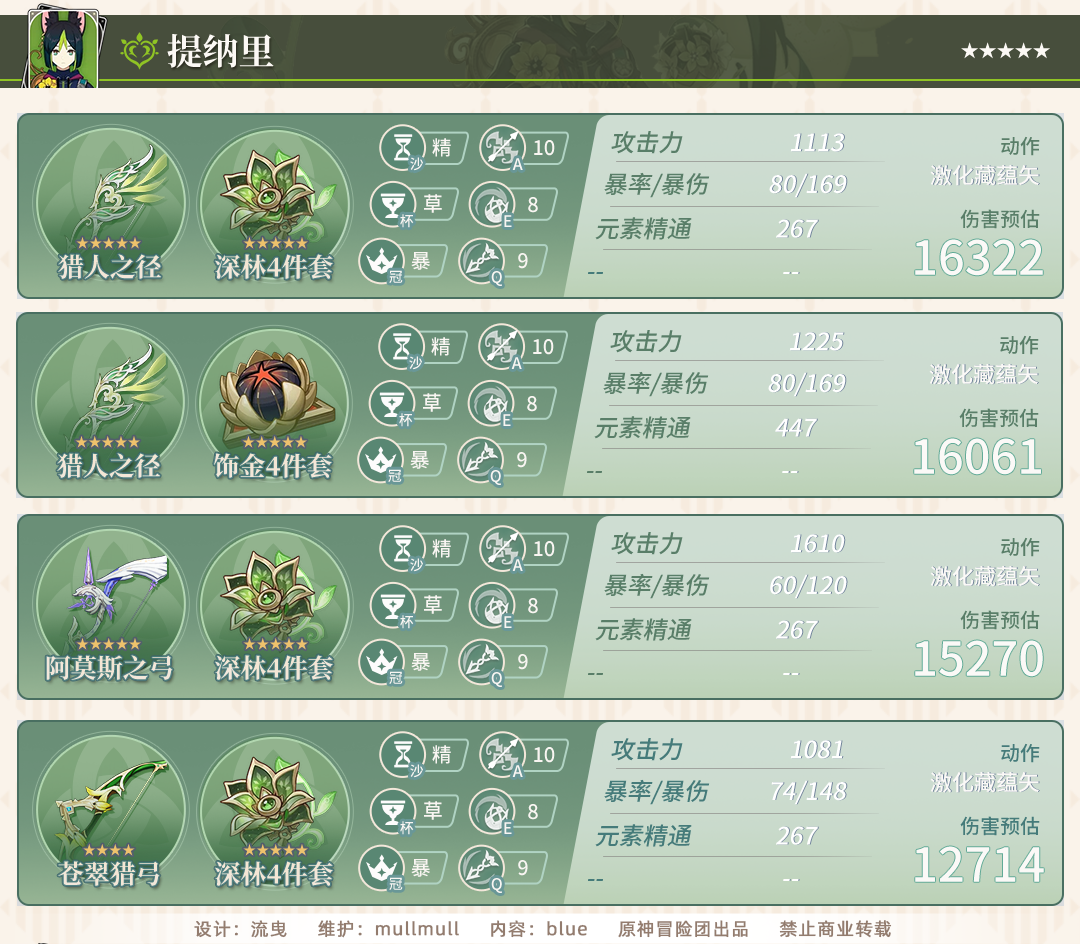 提纳里
★★★★★
猎人之径
深林4件套
沙 精
A 10
杯 草
E 8
冠 暴
Q 9
攻击力 1113
暴率/暴伤 80/169
元素精通 267
-- --
动作
激化藏蕴矢
伤害预估
16322
猎人之径
饰金4件套
沙 精
A 10
杯 草
E 8
冠 暴
Q 9
攻击力 1225
暴率/暴伤 80/169
元素精通 447
-- --
动作
激化藏蕴矢
伤害预估
16061
阿莫斯之弓
深林4件套
沙 精
A 10
杯 草
E 8
冠 暴
Q 9
攻击力 1610
暴率/暴伤 60/120
元素精通 267
-- --
动作
激化藏蕴矢
伤害预估
15270
苍翠猎弓
深林4件套
沙 精
A 10
杯 草
E 8
冠 暴
Q 9
攻击力 1081
暴率/暴伤 74/148
元素精通 267
-- --
动作
激化藏蕴矢
伤害预估
12714
设计：流曳 维护：mullmull 内容：blue 原神冒险团出品 禁止商业转载